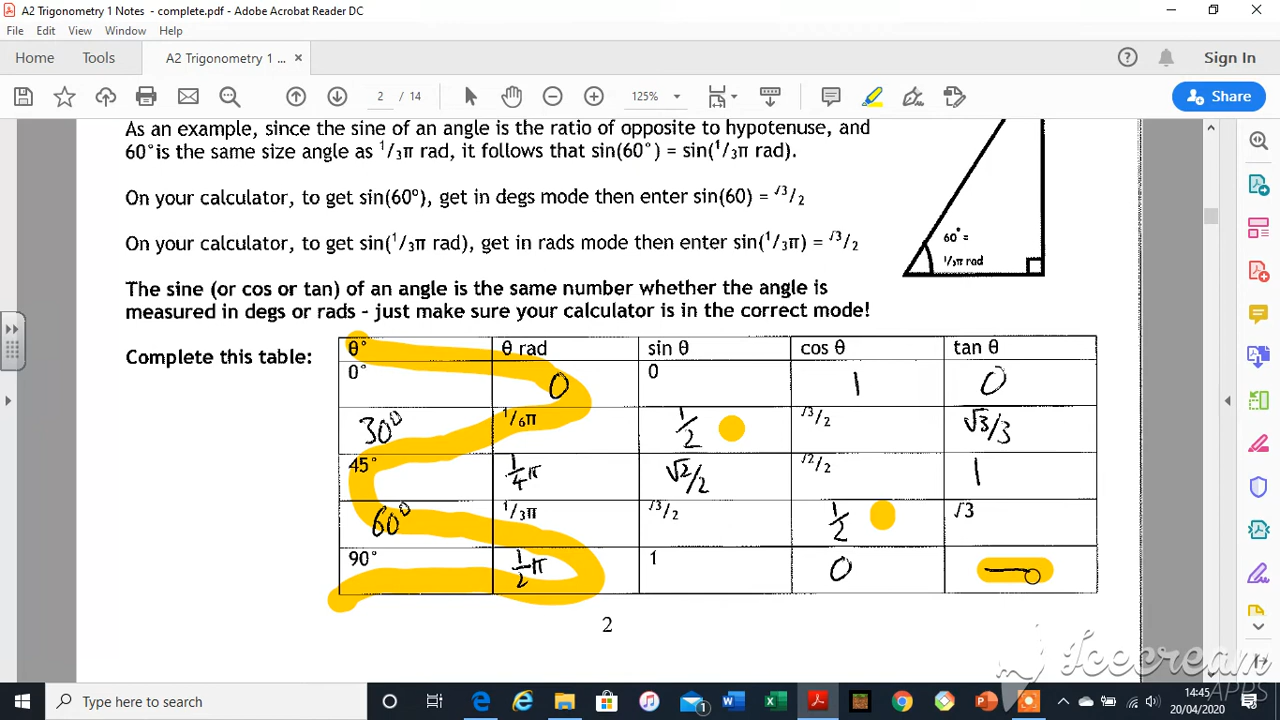 A2 Trigonometry 1 Notes - complete.pdf - Adobe Acrobat Reader DC
File Edit View Window Help
Home Tools A2 Trigonometry 1 ... × Sign In
2 / 14 125% Share
As an example, since the sine of an angle is the ratio of opposite to hypotenuse, and
60° is the same size angle as ¹/₃π rad, it follows that sin(60°) = sin(¹/₃π rad).
On your calculator, to get sin(60°), get in degs mode then enter sin(60) = √³/₂
On your calculator, to get sin(¹/₃π rad), get in rads mode then enter sin(¹/₃π) = √³/₂
60° =
¹/₃π rad
The sine (or cos or tan) of an angle is the same number whether the angle is
measured in degs or rads - just make sure your calculator is in the correct mode!
Complete this table:
θ° θ rad sin θ cos θ tan θ
0° 0 0 1 0
30° ¹/₆π 1/2 √³/₂ √3/3
45° 1/4 π √2/2 √²/₂ 1
60° ¹/₃π √³/₂ 1/2 √3
90° 1/2 π 1 0 —
2
Icecream
APPS
Type here to search
14:45
20/04/2020